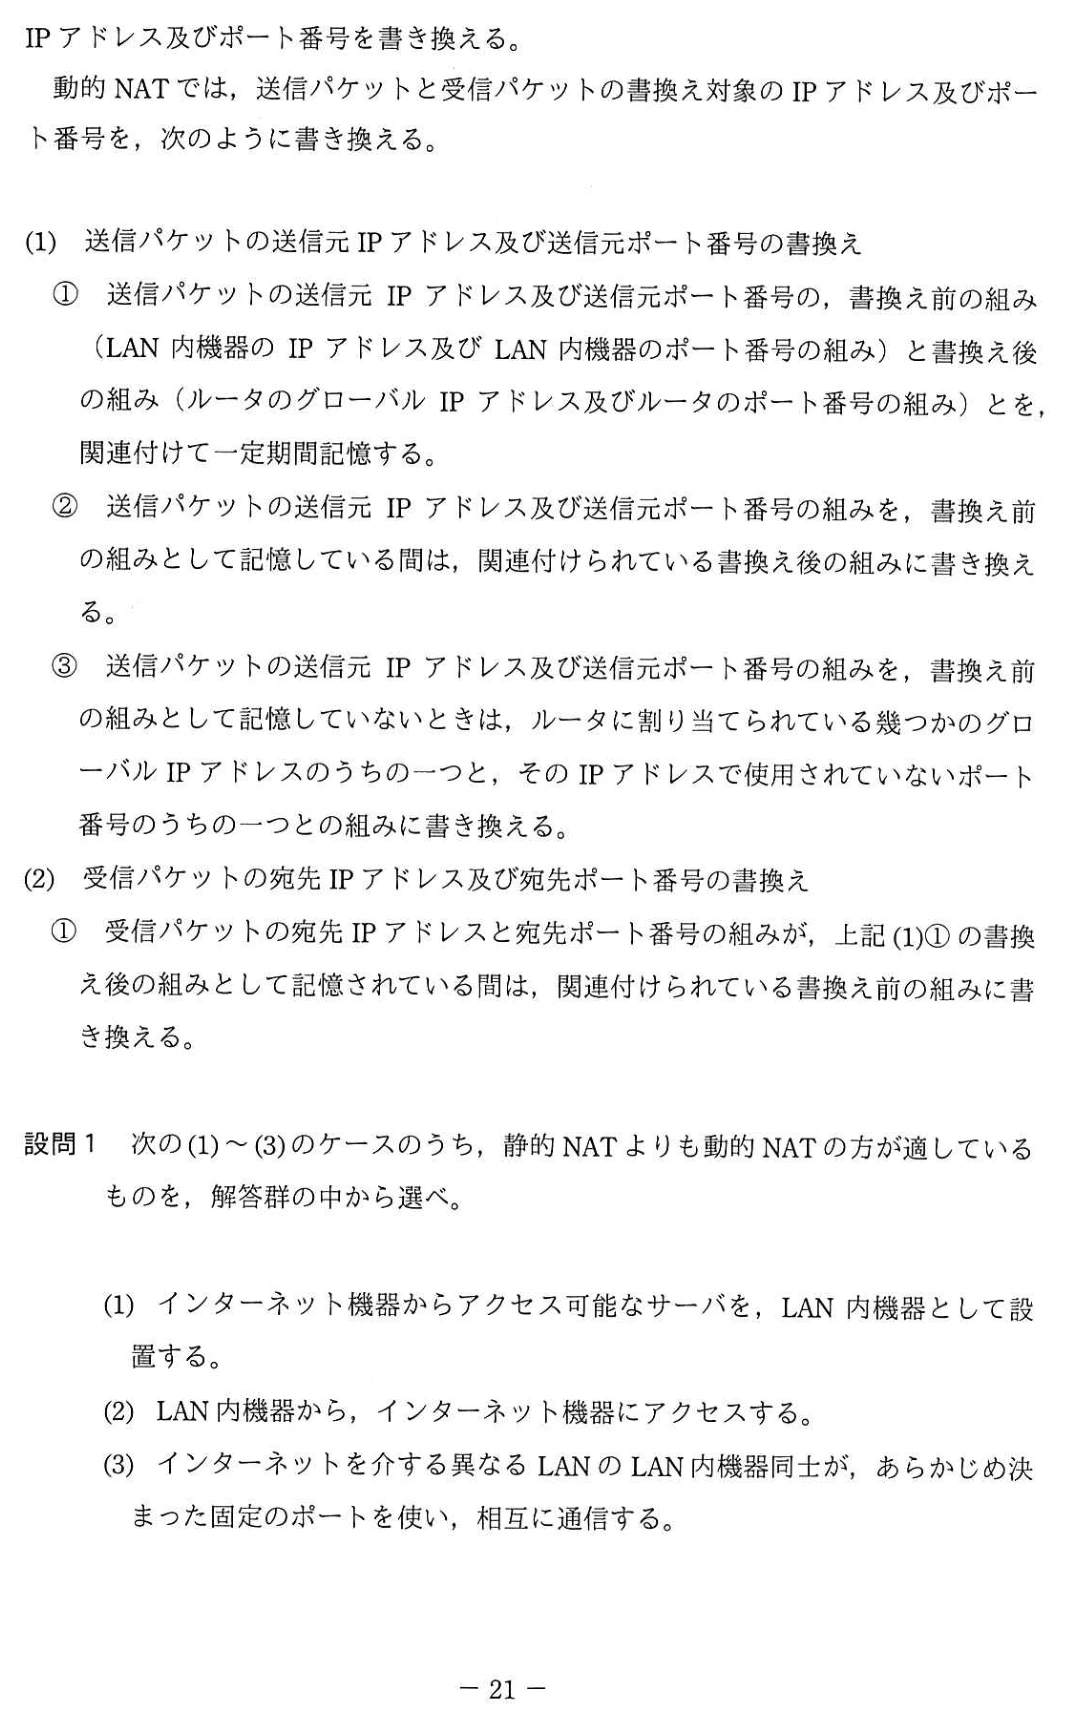 IPアドレス及びポート番号を書き換える。
動的 NAT では，送信パケットと受信パケットの書換え対象の IP アドレス及びポー
ト番号を，次のように書き換える。
(1) 送信パケットの送信元 IP アドレス及び送信元ポート番号の書換え
① 送信パケットの送信元 IP アドレス及び送信元ポート番号の，書換え前の組み
（LAN 内機器の IP アドレス及び LAN 内機器のポート番号の組み）と書換え後
の組み（ルータのグローバル IP アドレス及びルータのポート番号の組み）とを，
関連付けて一定期間記憶する。
② 送信パケットの送信元 IP アドレス及び送信元ポート番号の組みを，書換え前
の組みとして記憶している間は，関連付けられている書換え後の組みに書き換え
る。
③ 送信パケットの送信元 IP アドレス及び送信元ポート番号の組みを，書換え前
の組みとして記憶していないときは，ルータに割り当てられている幾つかのグロ
ーバル IP アドレスのうちの一つと，その IP アドレスで使用されていないポート
番号のうちの一つとの組みに書き換える。
(2) 受信パケットの宛先 IP アドレス及び宛先ポート番号の書換え
① 受信パケットの宛先 IP アドレスと宛先ポート番号の組みが，上記 (1)① の書換
え後の組みとして記憶されている間は，関連付けられている書換え前の組みに書
き換える。
設問 1 次の (1)～(3) のケースのうち，静的 NAT よりも動的 NAT の方が適している
ものを，解答群の中から選べ。
(1) インターネット機器からアクセス可能なサーバを，LAN 内機器として設
置する。
(2) LAN 内機器から，インターネット機器にアクセスする。
(3) インターネットを介する異なる LAN の LAN 内機器同士が，あらかじめ決
まった固定のポートを使い，相互に通信する。
－ 21 －